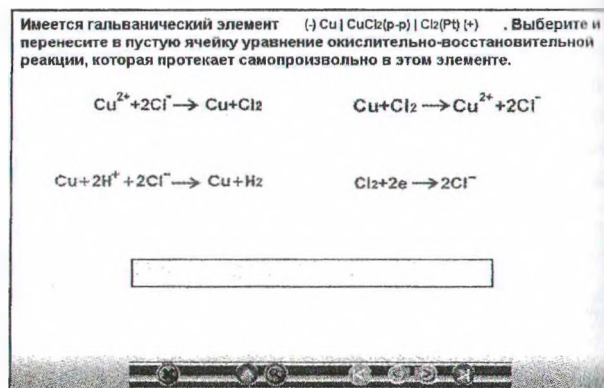 Имеется гальванический элемент (-) Cu | CuCl₂(р-р) | Cl₂(Pt) (+) . Выберите и
перенесите в пустую ячейку уравнение окислительно-восстановительной
реакции, которая протекает самопроизвольно в этом элементе.
Cu²⁺+2Cl⁻→ Cu+Cl₂ Cu+Cl₂→Cu²⁺+2Cl⁻
Cu+2H⁺+2Cl⁻→ Cu+H₂ Cl₂+2e→2Cl⁻